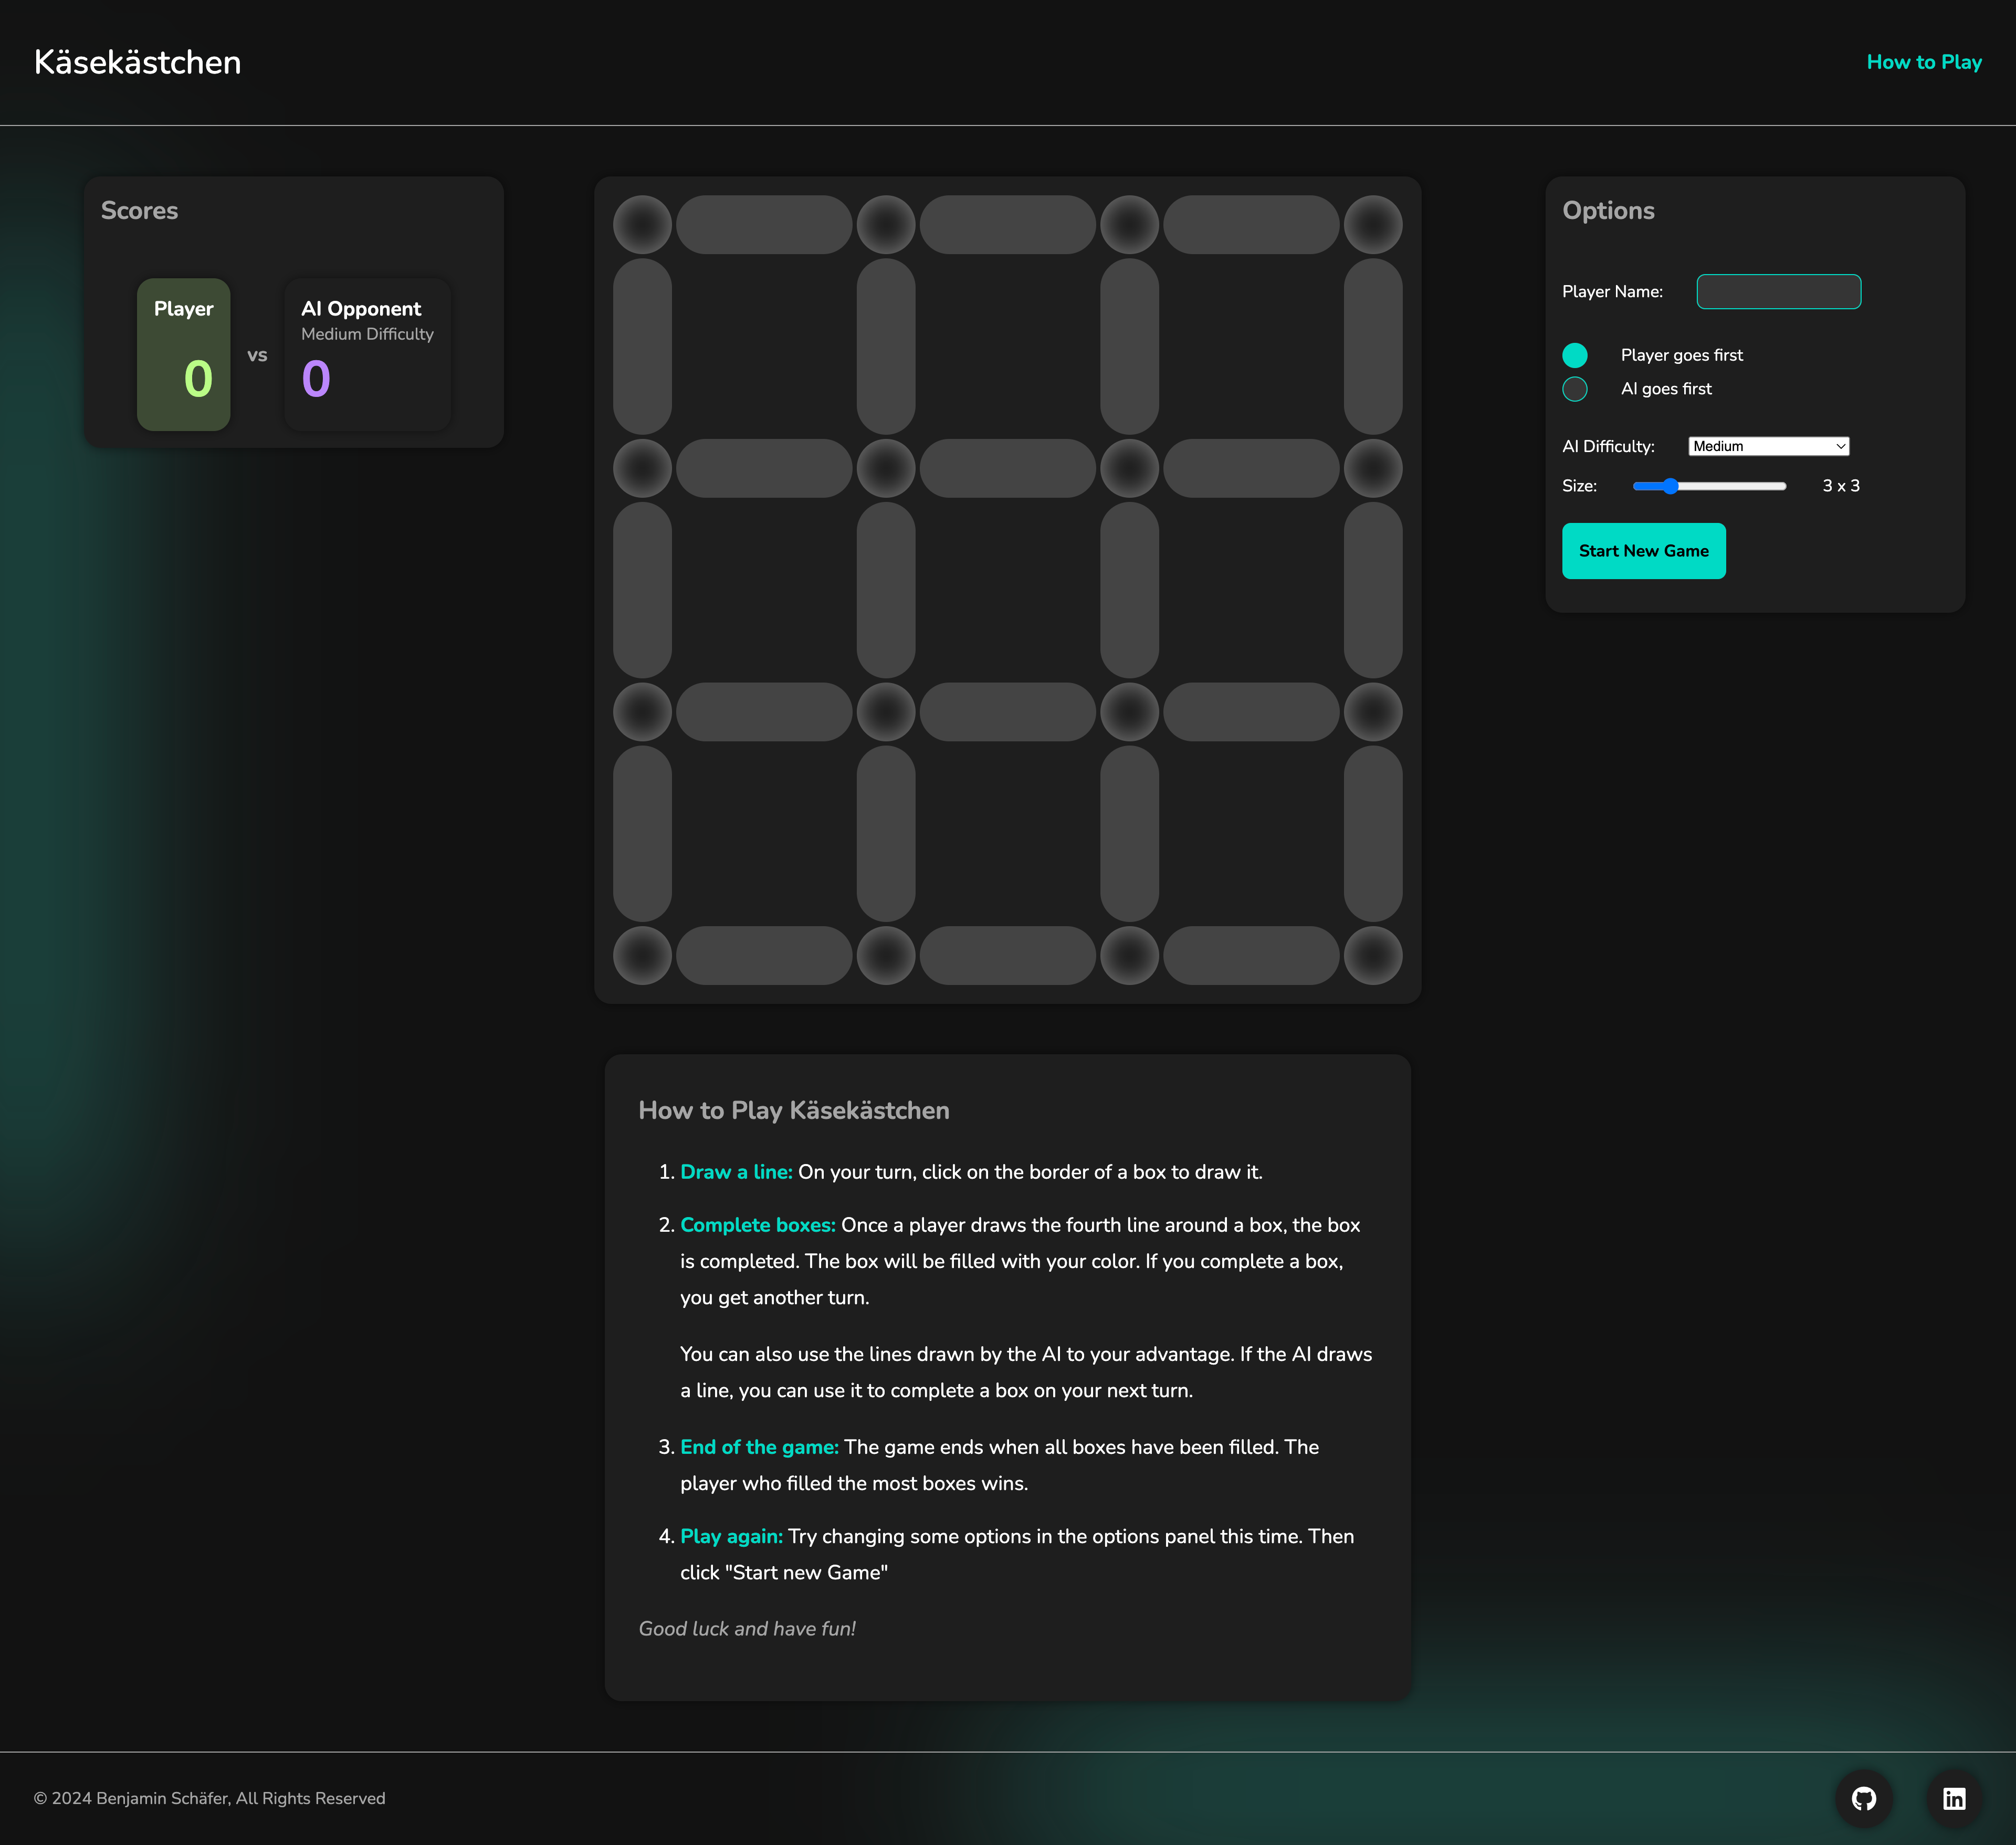 Käsekästchen
How to Play
Scores
Player
0
vs
AI Opponent
Medium Difficulty
0
Options
Player Name:
Player goes first
AI goes first
AI Difficulty:
Medium
Size:
3 x 3
Start New Game
How to Play Käsekästchen
1. Draw a line: On your turn, click on the border of a box to draw it.
2. Complete boxes: Once a player draws the fourth line around a box, the box
is completed. The box will be filled with your color. If you complete a box,
you get another turn.
You can also use the lines drawn by the AI to your advantage. If the AI draws
a line, you can use it to complete a box on your next turn.
3. End of the game: The game ends when all boxes have been filled. The
player who filled the most boxes wins.
4. Play again: Try changing some options in the options panel this time. Then
click "Start new Game"
Good luck and have fun!
© 2024 Benjamin Schäfer, All Rights Reserved
in